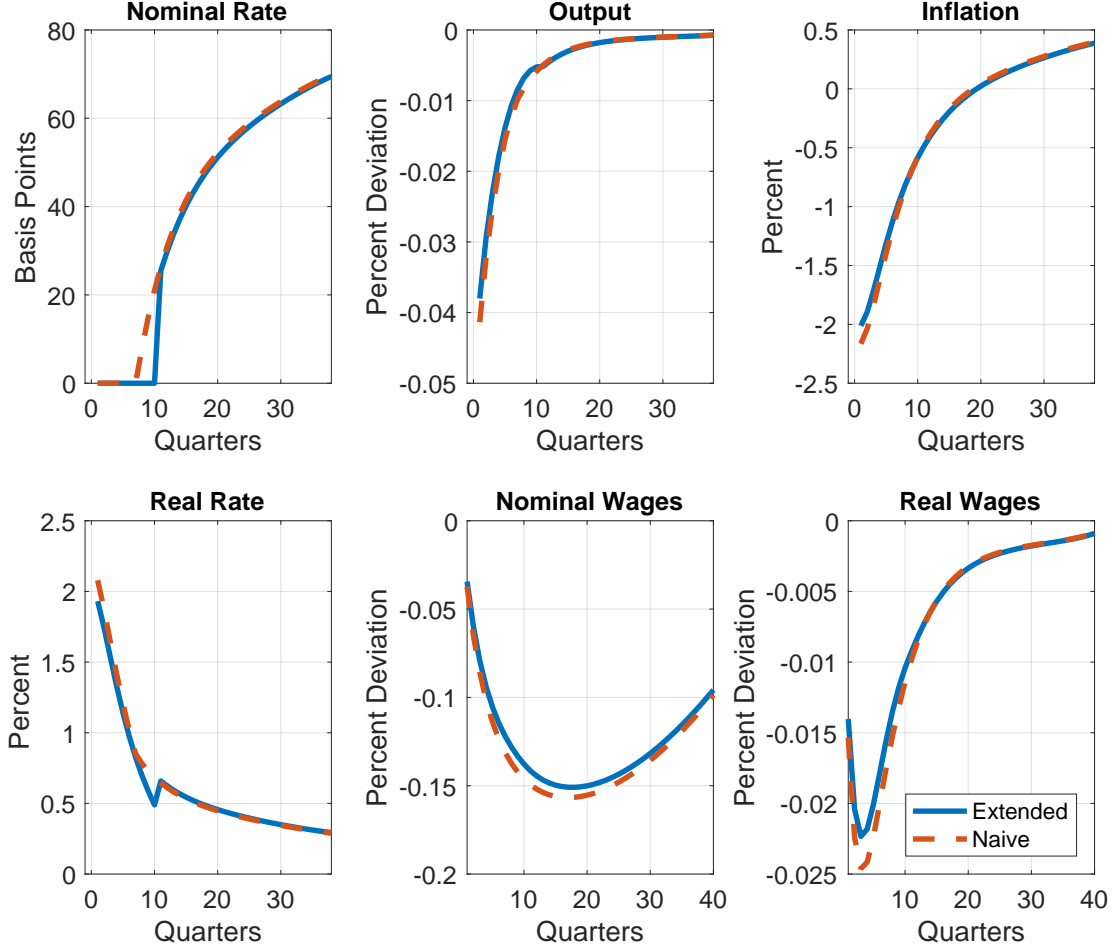 Nominal Rate
80
60
40
20
0
Basis Points
0 10 20 30
Quarters
Output
0
-0.01
-0.02
-0.03
-0.04
-0.05
Percent Deviation
0 10 20 30
Quarters
Inflation
0.5
0
-0.5
-1
-1.5
-2
-2.5
Percent
0 10 20 30
Quarters
Real Rate
2.5
2
1.5
1
0.5
0
Percent
0 10 20 30
Quarters
Nominal Wages
0
-0.05
-0.1
-0.15
-0.2
Percent Deviation
10 20 30 40
Quarters
Real Wages
0
-0.005
-0.01
-0.015
-0.02
-0.025
Percent Deviation
Extended
Naive
10 20 30 40
Quarters